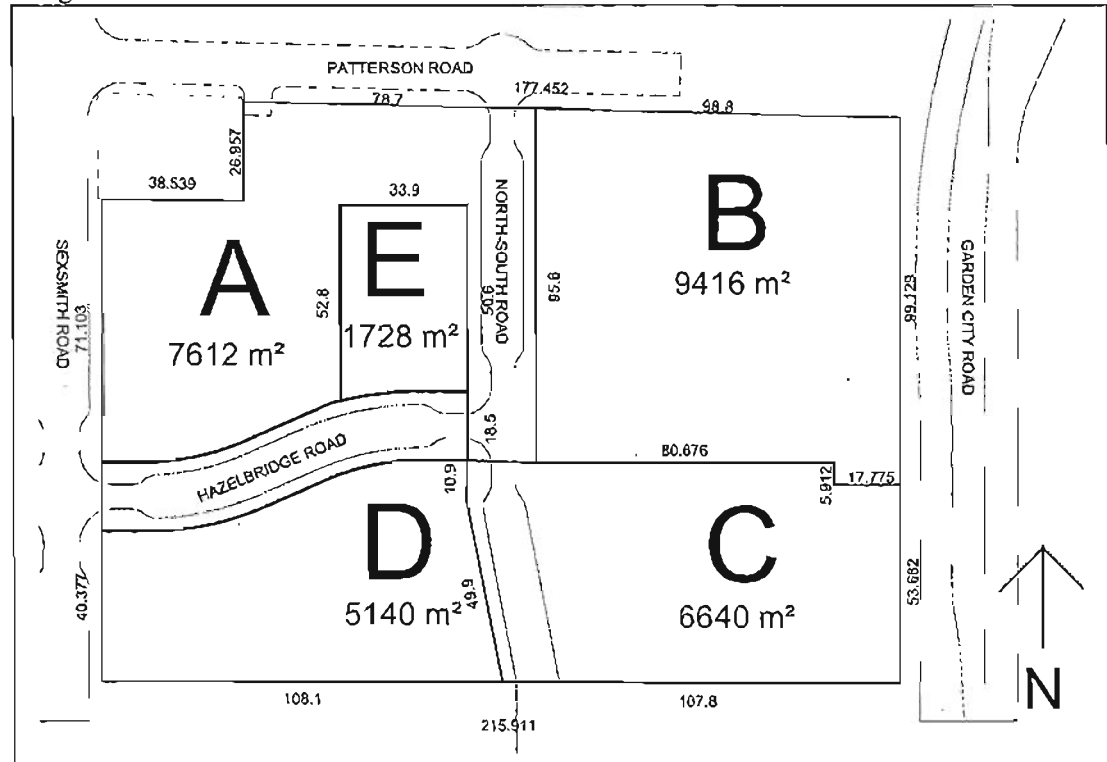 PATTERSON ROAD
78.7
177.452
98.8
26.957
38.539
33.9
A
7612 m²
E
1728 m²
B
9416 m²
52.8
50.6
NORTH-SOUTH ROAD
95.6
99.129
GARDEN CITY ROAD
SEXSMITH ROAD
71.103
HAZELBRIDGE ROAD
18.5
10.9
80.676
5.912
17.775
D
5140 m²
C
6640 m²
49.9
40.377
53.682
N
108.1
107.8
215.911